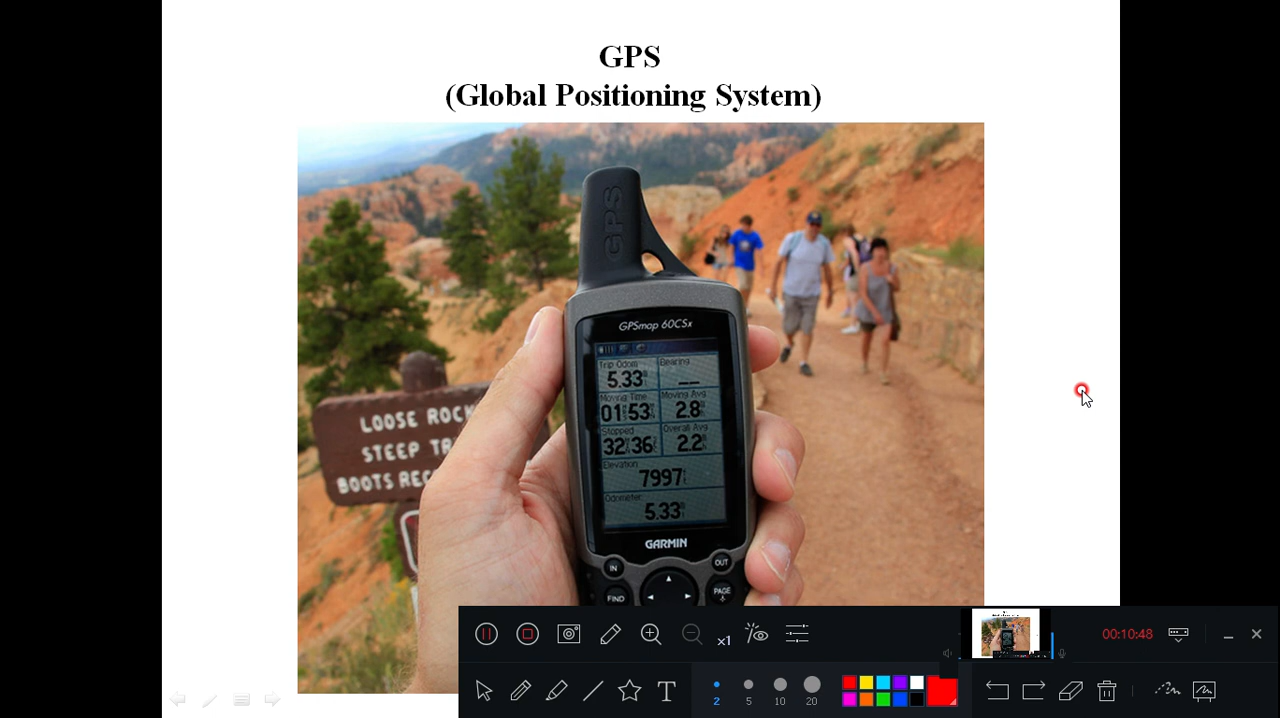 GPS
(Global Positioning System)
GPS
GPSmap 60CSx
Trip Odom
Bearing
5.33
Moving Time
Moving Avg
01 53
2.8
Stopped
Overall Avg
32 36
2.2
Elevation
7997
Odometer
5.33
GARMIN
IN
OUT
FIND
PAGE
LOOSE ROCK
STEEP
BOOTS
x1
00:10:48
T
2
5
10
20